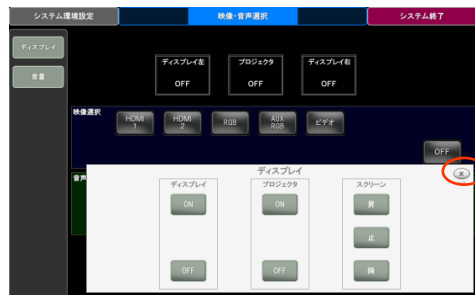 システム環境設定
映像・音声選択
システム終了
ディスプレイ
音量
ディスプレイ左
OFF
プロジェクタ
OFF
ディスプレイ右
OFF
映像選択
HDMI
1
HDMI
2
RGB
AUX
RGB
ビデオ
OFF
音声
ディスプレイ
x
ディスプレイ
ON
OFF
プロジェクタ
ON
OFF
スクリーン
昇
止
降